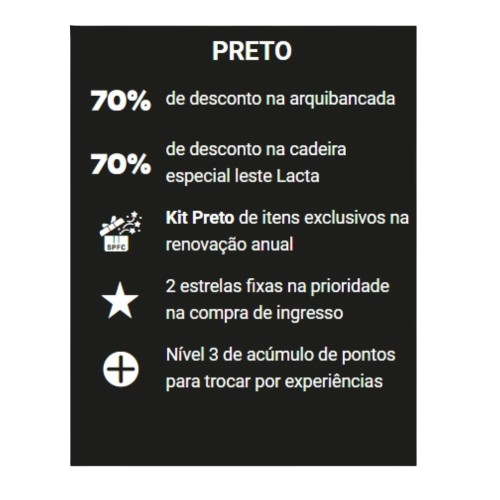 PRETO
70% de desconto na arquibancada
70% de desconto na cadeira
especial leste Lacta
Kit Preto de itens exclusivos na
renovação anual
SPFC
2 estrelas fixas na prioridade
na compra de ingresso
Nível 3 de acúmulo de pontos
para trocar por experiências